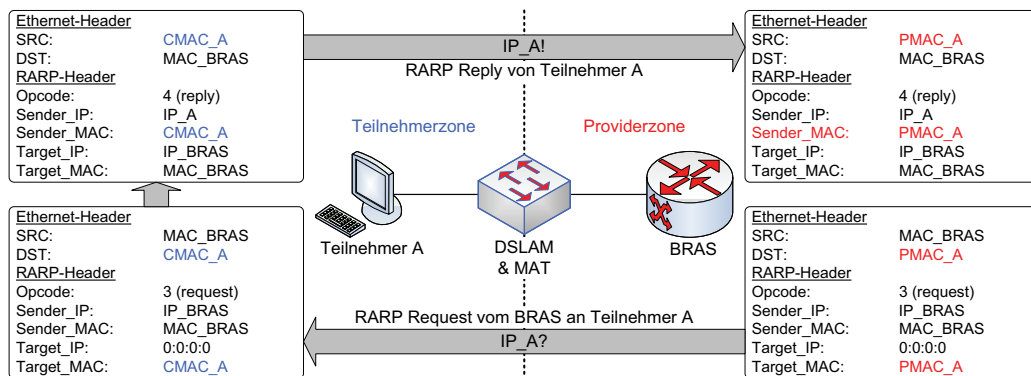 Ethernet-Header
SRC: CMAC_A
DST: MAC_BRAS
RARP-Header
Opcode: 4 (reply)
Sender_IP: IP_A
Sender_MAC: CMAC_A
Target_IP: IP_BRAS
Target_MAC: MAC_BRAS
IP_A!
RARP Reply von Teilnehmer A
Ethernet-Header
SRC: PMAC_A
DST: MAC_BRAS
RARP-Header
Opcode: 4 (reply)
Sender_IP: IP_A
Sender_MAC: PMAC_A
Target_IP: IP_BRAS
Target_MAC: MAC_BRAS
Teilnehmerzone
Providerzone
Teilnehmer A
DSLAM
& MAT
BRAS
Ethernet-Header
SRC: MAC_BRAS
DST: CMAC_A
RARP-Header
Opcode: 3 (request)
Sender_IP: IP_BRAS
Sender_MAC: MAC_BRAS
Target_IP: 0:0:0:0
Target_MAC: CMAC_A
RARP Request vom BRAS an Teilnehmer A
IP_A?
Ethernet-Header
SRC: MAC_BRAS
DST: PMAC_A
RARP-Header
Opcode: 3 (request)
Sender_IP: IP_BRAS
Sender_MAC: MAC_BRAS
Target_IP: 0:0:0:0
Target_MAC: PMAC_A